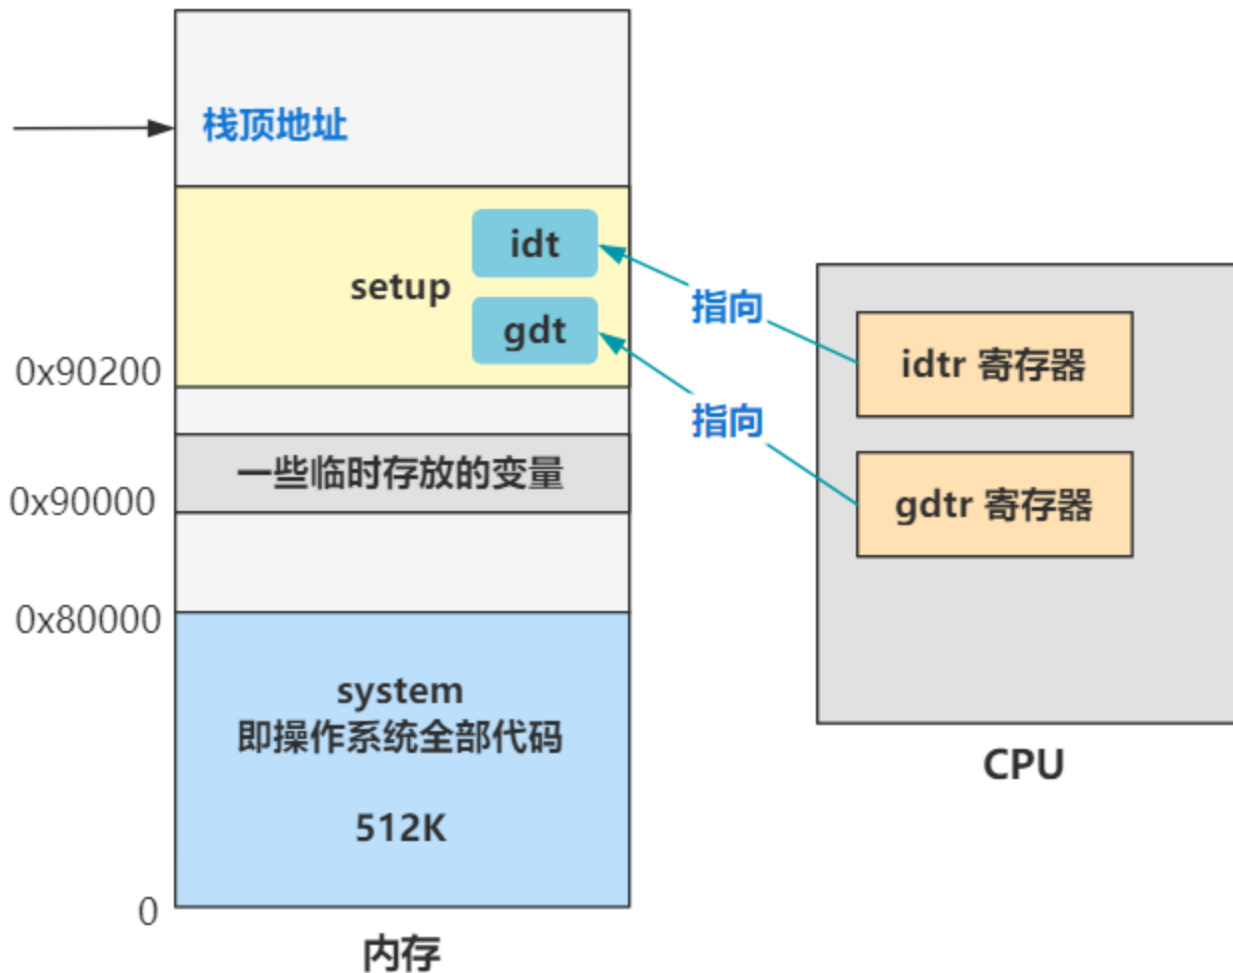 栈顶地址
idt
setup
gdt
指向
idtr 寄存器
0x90200
指向
一些临时存放的变量
gdtr 寄存器
0x90000
0x80000
system
即操作系统全部代码
CPU
512K
0
内存